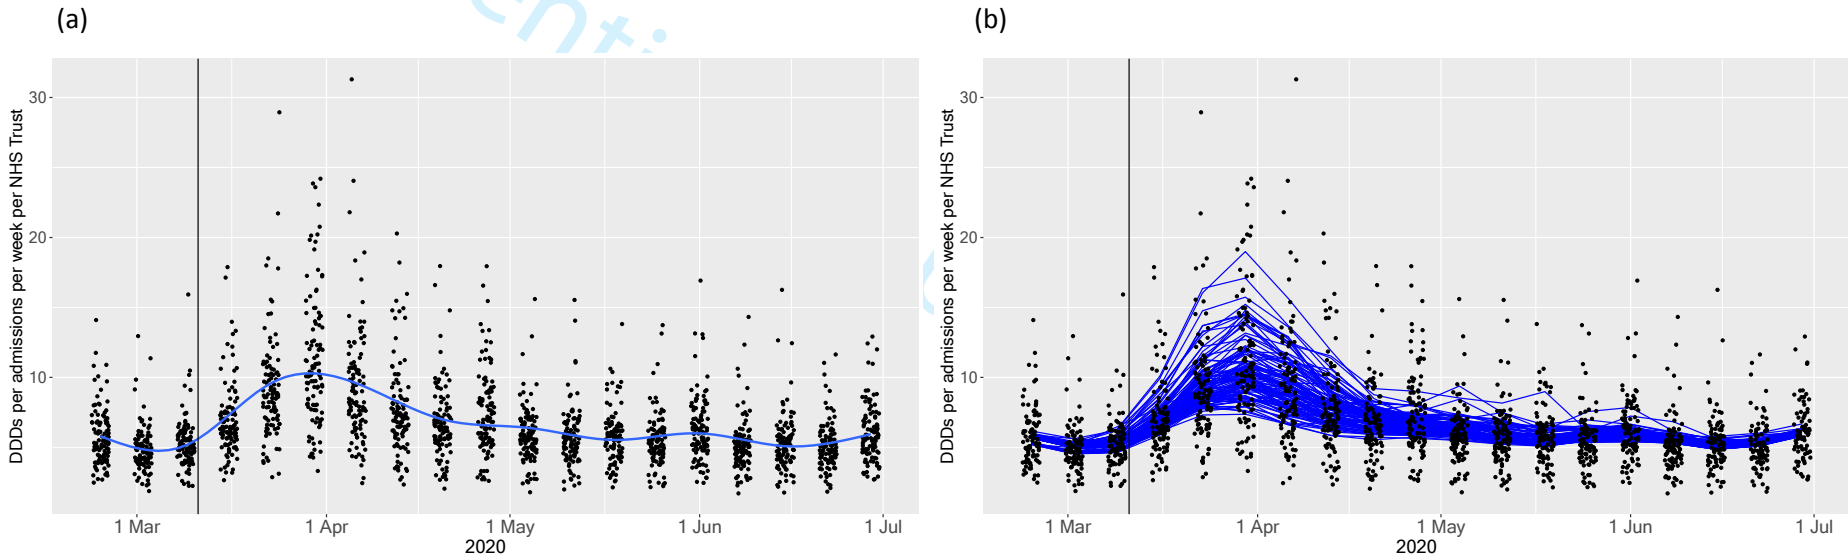 (a)
(b)
enti
DDDs per admissions per week per NHS Trust
30
20
10
1 Mar
1 Apr
1 May
1 Jun
1 Jul
2020
DDDs per admissions per week per NHS Trust
30
20
10
1 Mar
1 Apr
1 May
1 Jun
1 Jul
2020